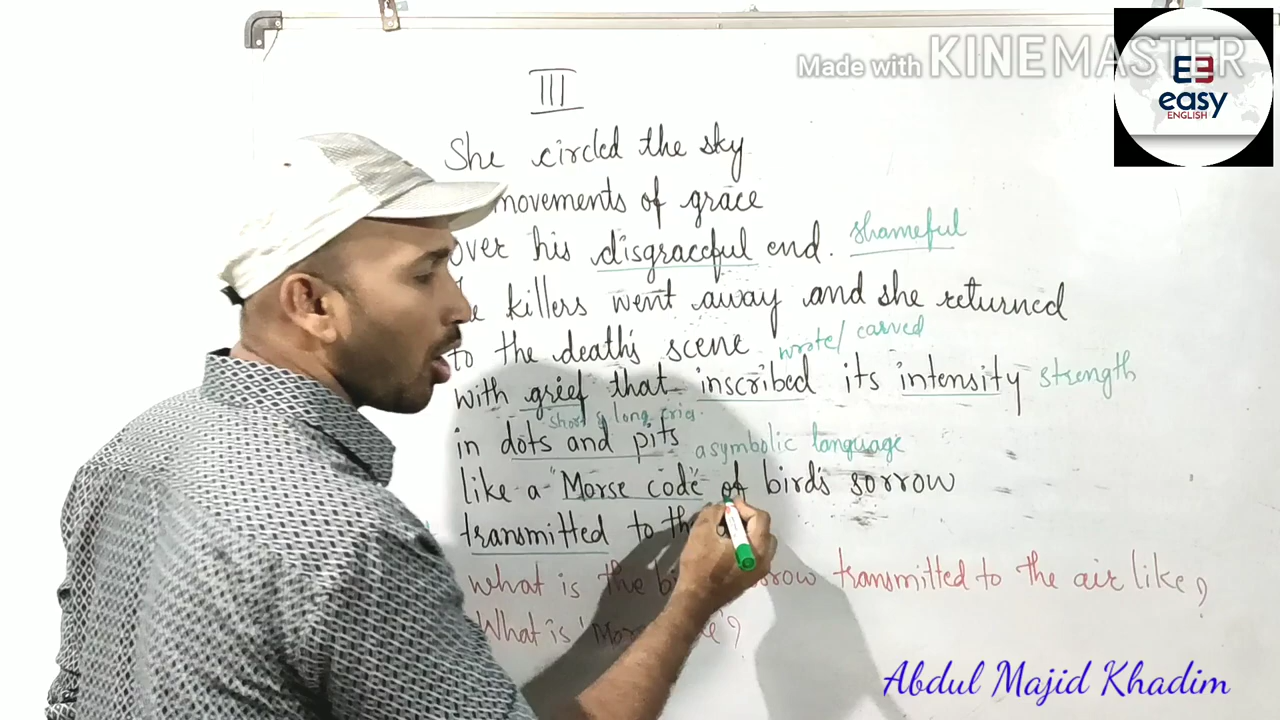 Made with KINEMASTER
easy
ENGLISH
III
She circled the sky
movements of grace
over his disgraceful end. shameful
killers went away and she returned
to the death's scene wrote/ carved
with grief that inscribed its intensity strength
short & long cries.
in dots and pits a symbolic language
like a "Morse code" of bird's sorrow
transmitted to the
What is the sorrow transmitted to the air like?
What is '
Abdul Majid Khadim